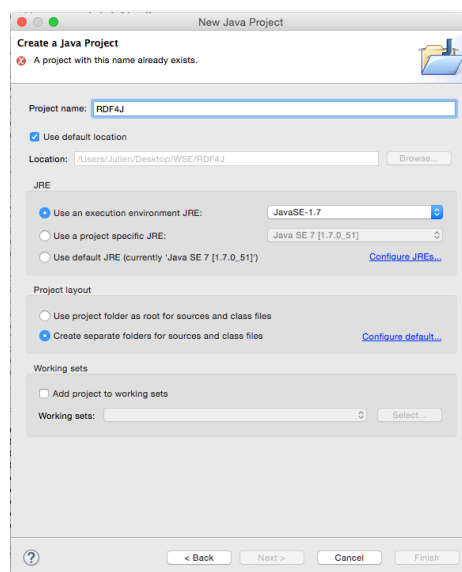 New Java Project
Create a Java Project
A project with this name already exists.
Project name: RDF4J
Use default location
Location: /Users/Julien/Desktop/WSE/RDF4J Browse...
JRE
Use an execution environment JRE: JavaSE-1.7
Use a project specific JRE: Java SE 7 [1.7.0_51]
Use default JRE (currently 'Java SE 7 [1.7.0_51]') Configure JREs...
Project layout
Use project folder as root for sources and class files
Create separate folders for sources and class files Configure default...
Working sets
Add project to working sets
Working sets: Select...
? < Back Next > Cancel Finish